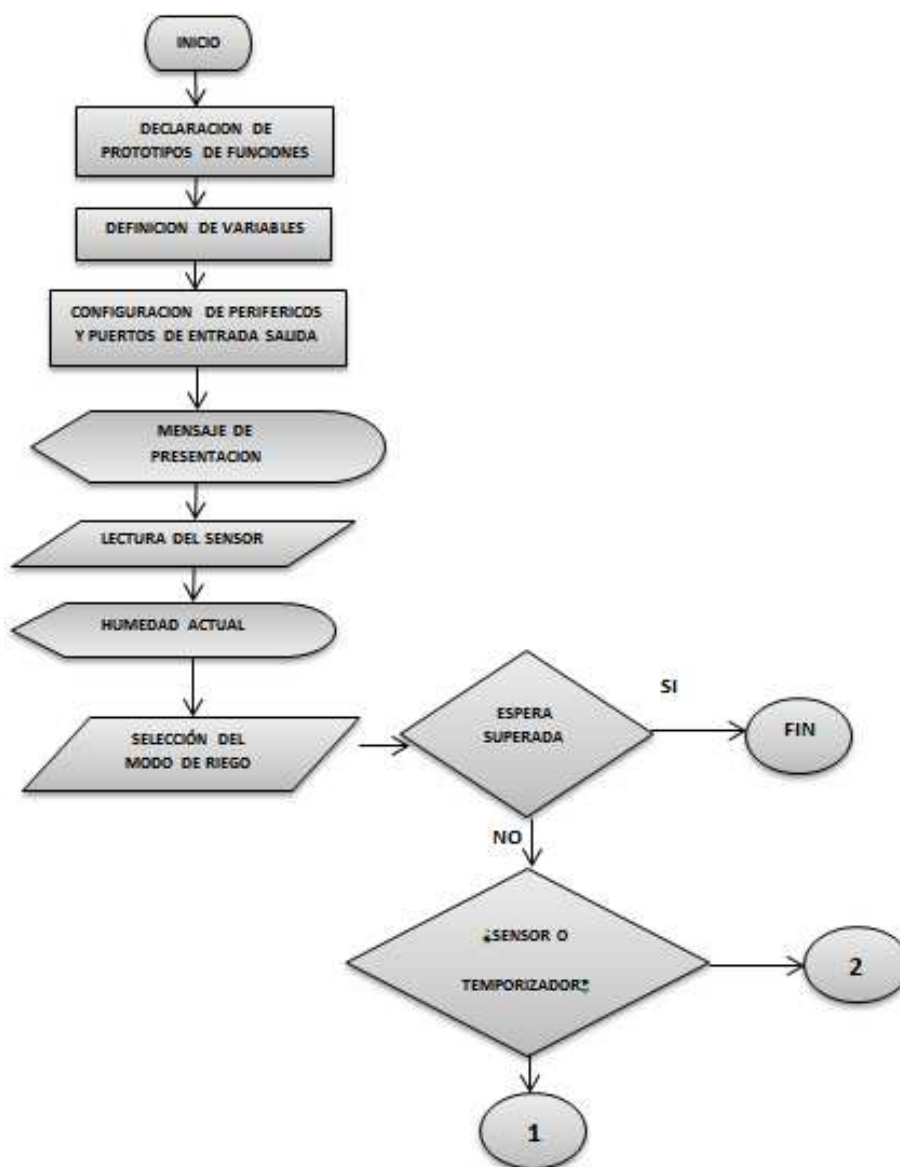 INICIO
DECLARACION DE
PROTOTIPOS DE FUNCIONES
DEFINICION DE VARIABLES
CONFIGURACION DE PERIFERICOS
Y PUERTOS DE ENTRADA SALIDA
MENSAJE DE
PRESENTACION
LECTURA DEL SENSOR
HUMEDAD ACTUAL
SELECCIÓN DEL
MODO DE RIEGO
ESPERA
SUPERADA
SI
FIN
NO
¿SENSOR O
TEMPORIZADOR?
2
1